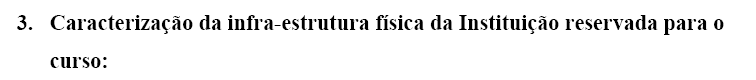 3. Caracterização da infra-estrutura física da Instituição reservada para o
curso: